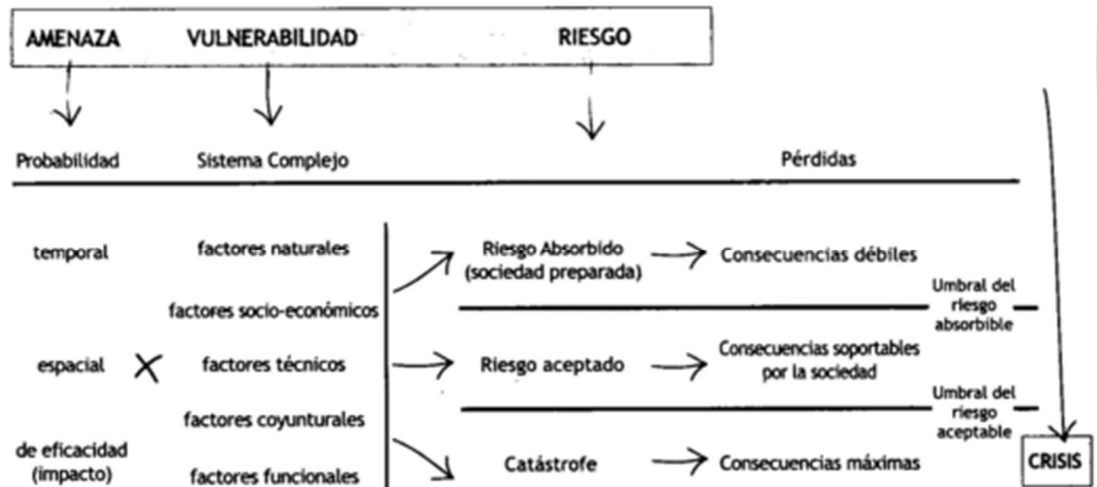 AMENAZA VULNERABILIDAD RIESGO
Probabilidad Sistema Complejo Pérdidas
temporal
espacial
de eficacidad
(impacto)
X
factores naturales
factores socio-económicos
factores técnicos
factores coyunturales
factores funcionales
Riesgo Absorbido
(sociedad preparada)
Consecuencias débiles
Umbral del
riesgo
absorbible
Riesgo aceptado
Consecuencias soportables
por la sociedad
Umbral del
riesgo
aceptable
Catástrofe
Consecuencias máximas
CRISIS